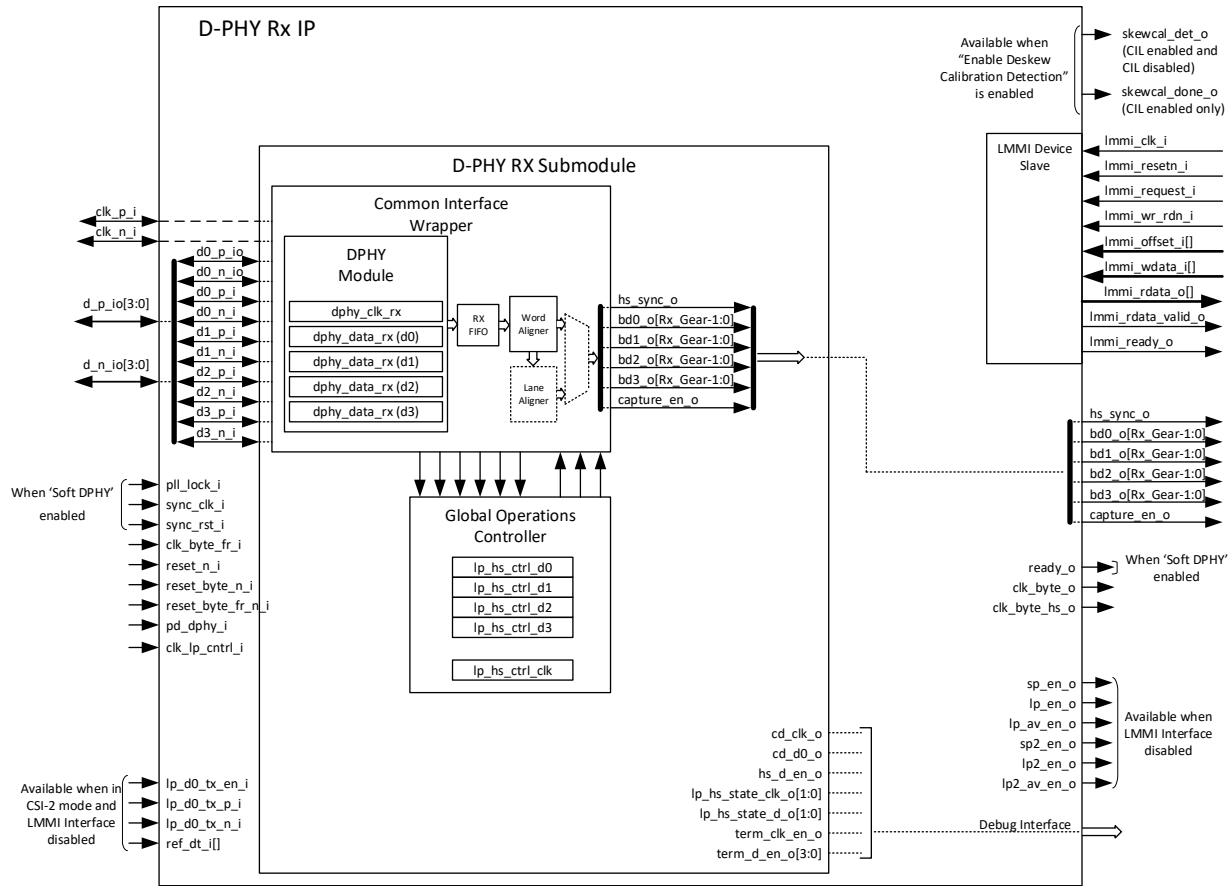 D-PHY Rx IP
Available when
"Enable Deskew
Calibration Detection"
is enabled
skewcal_det_o
(CIL enabled and
CIL disabled)
skewcal_done_o
(CIL enabled only)
LMMI Device
Slave
lmmi_clk_i
lmmi_resetn_i
lmmi_request_i
lmmi_wr_rdn_i
lmmi_offset_i[]
lmmi_wdata_i[]
lmmi_rdata_o[]
lmmi_rdata_valid_o
lmmi_ready_o
D-PHY RX Submodule
Common Interface
Wrapper
DPHY
Module
dphy_clk_rx
dphy_data_rx (d0)
dphy_data_rx (d1)
dphy_data_rx (d2)
dphy_data_rx (d3)
RX
FIFO
Word
Aligner
Lane
Aligner
hs_sync_o
bd0_o[Rx_Gear-1:0]
bd1_o[Rx_Gear-1:0]
bd2_o[Rx_Gear-1:0]
bd3_o[Rx_Gear-1:0]
capture_en_o
clk_p_i
clk_n_i
d_p_io[3:0]
d_n_io[3:0]
d0_p_io
d0_n_io
d0_p_i
d0_n_i
d1_p_i
d1_n_i
d2_p_i
d2_n_i
d3_p_i
d3_n_i
hs_sync_o
bd0_o[Rx_Gear-1:0]
bd1_o[Rx_Gear-1:0]
bd2_o[Rx_Gear-1:0]
bd3_o[Rx_Gear-1:0]
capture_en_o
When 'Soft DPHY'
enabled
pll_lock_i
sync_clk_i
sync_rst_i
clk_byte_fr_i
reset_n_i
reset_byte_n_i
reset_byte_fr_n_i
pd_dphy_i
clk_lp_cntrl_i
Global Operations
Controller
lp_hs_ctrl_d0
lp_hs_ctrl_d1
lp_hs_ctrl_d2
lp_hs_ctrl_d3
lp_hs_ctrl_clk
ready_o
clk_byte_o
clk_byte_hs_o
When 'Soft DPHY'
enabled
sp_en_o
lp_en_o
lp_av_en_o
sp2_en_o
lp2_en_o
lp2_av_en_o
Available when
LMMI Interface
disabled
Available when in
CSI-2 mode and
LMMI Interface
disabled
lp_d0_tx_en_i
lp_d0_tx_p_i
lp_d0_tx_n_i
ref_dt_i[]
cd_clk_o
cd_d0_o
hs_d_en_o
lp_hs_state_clk_o[1:0]
lp_hs_state_d_o[1:0]
term_clk_en_o
term_d_en_o[3:0]
Debug Interface